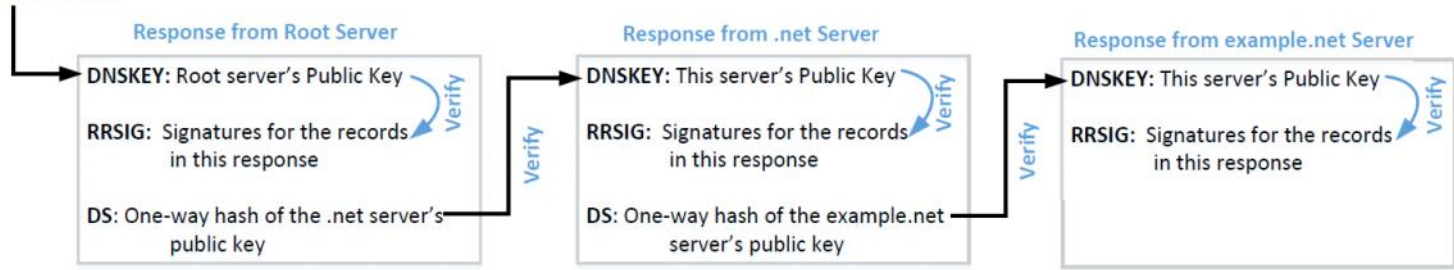 Response from Root Server
DNSKEY: Root server's Public Key
Verify
RRSIG: Signatures for the records
in this response
DS: One-way hash of the .net server's
public key
Verify
Response from .net Server
DNSKEY: This server's Public Key
Verify
RRSIG: Signatures for the records
in this response
DS: One-way hash of the example.net
server's public key
Verify
Response from example.net Server
DNSKEY: This server's Public Key
Verify
RRSIG: Signatures for the records
in this response